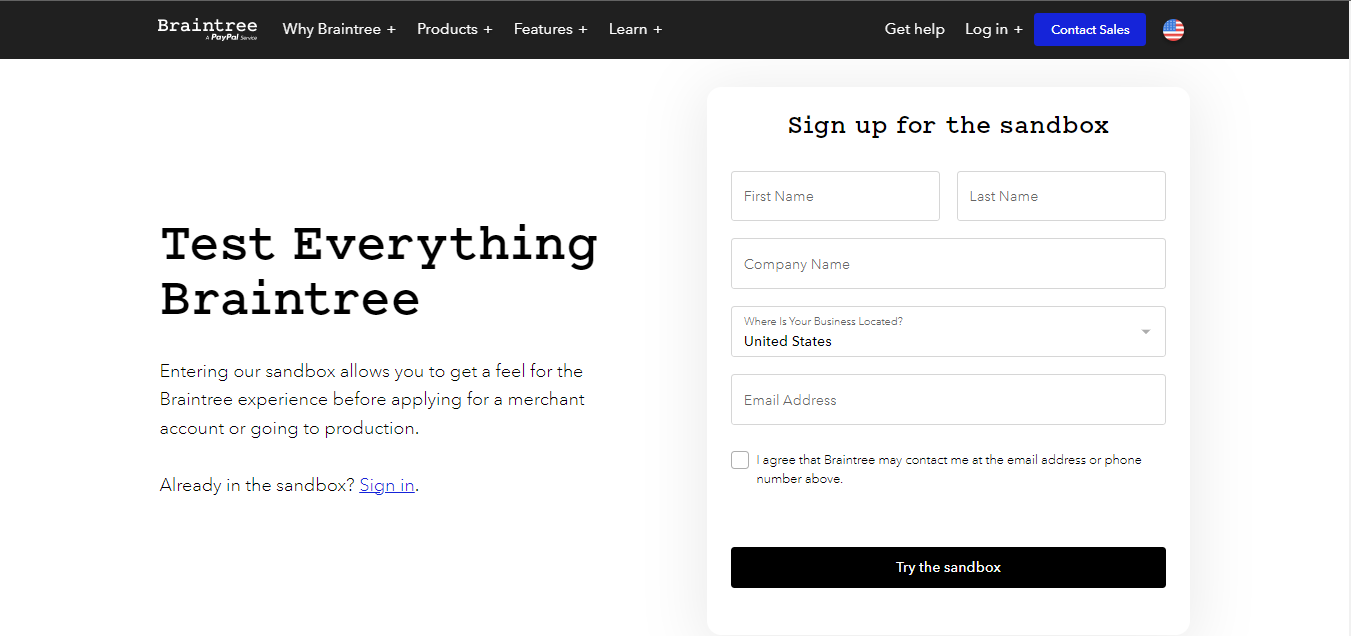 Braintree
A PayPal Service
Why Braintree +
Products +
Features +
Learn +
Get help
Log in +
Contact Sales
Test Everything
Braintree
Entering our sandbox allows you to get a feel for the
Braintree experience before applying for a merchant
account or going to production.
Already in the sandbox? Sign in.
Sign up for the sandbox
First Name
Last Name
Company Name
Where Is Your Business Located?
United States
Email Address
I agree that Braintree may contact me at the email address or phone
number above.
Try the sandbox